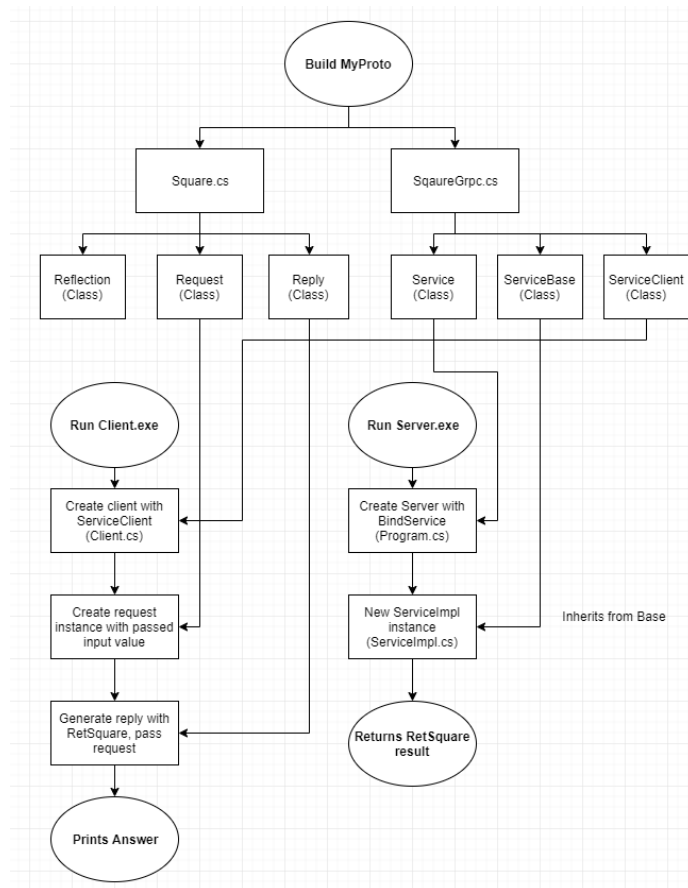 Build MyProto
Square.cs
SqaureGrpc.cs
Reflection
(Class)
Request
(Class)
Reply
(Class)
Service
(Class)
ServiceBase
(Class)
ServiceClient
(Class)
Run Client.exe
Run Server.exe
Create client with
ServiceClient
(Client.cs)
Create Server with
BindService
(Program.cs)
Create request
instance with passed
input value
New ServiceImpl
instance
(ServiceImpl.cs)
Inherits from Base
Generate reply with
RetSquare, pass
request
Returns RetSquare
result
Prints Answer